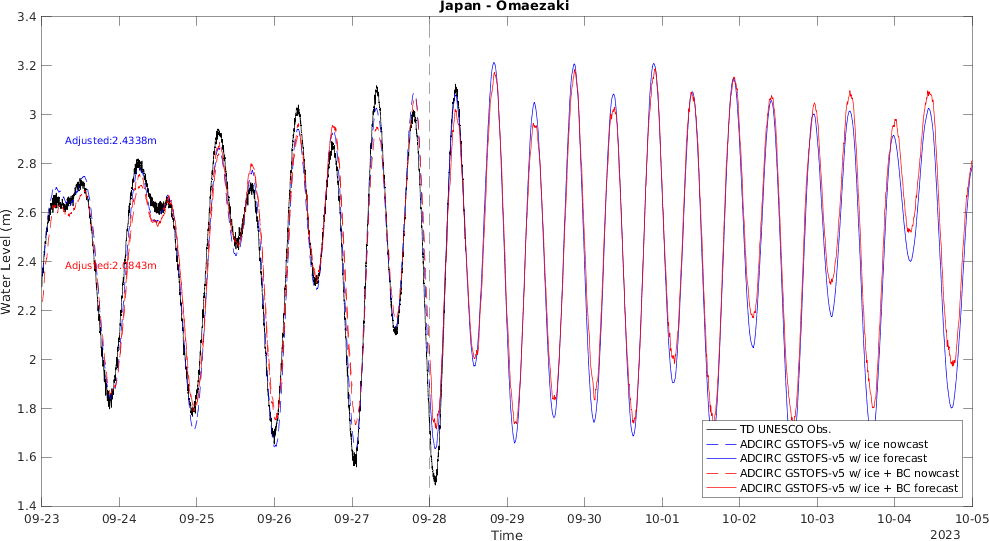 Japan - Omaezaki
3.4
3.2
3
2.8
2.6
2.4
2.2
2
1.8
1.6
1.4
Water Level (m)
Adjusted:2.4338m
TD UNESCO Obs.
ADCIRC GSTOFS-v5 w/ ice nowcast
ADCIRC GSTOFS-v5 w/ ice forecast
ADCIRC GSTOFS-v5 w/ ice + BC nowcast
ADCIRC GSTOFS-v5 w/ ice + BC forecast
09-23 09-24 09-25 09-26 09-27 09-28 09-29 09-30 10-01 10-02 10-03 10-04 10-05
Time
2023